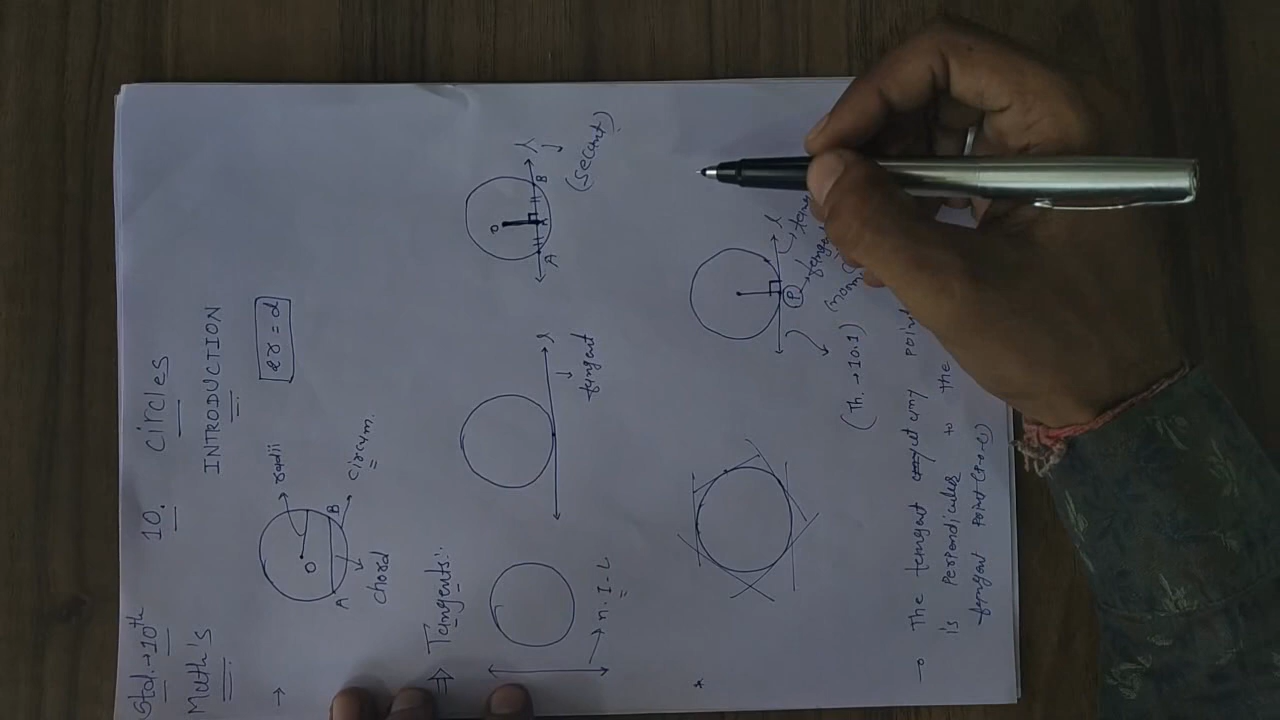 Std.→10th
10. Circles
Math's
INTRODUCTION
→
radii
2r = d
O
A
B
circum.
chord
⇒ Tangents:-
→ n. I - L
l
tangent
O
A
B
l
(secant)
*
l
P
(Th. → 10.1)
→ The tangent at any point
is perpendicular to the
tangent point